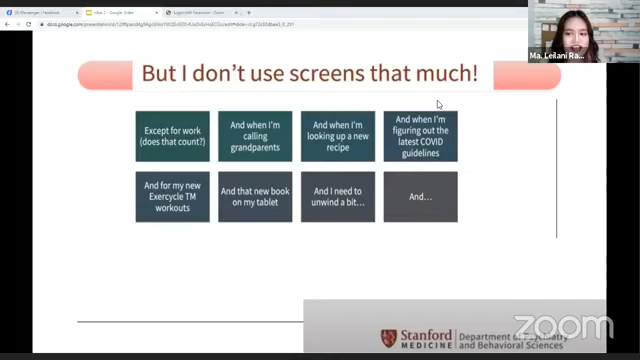 Ma. Leilani Ra...
But I don't use screens that much!
Except for work
(does that count?)
And when I'm
calling
grandparents
And when I'm
looking up a new
recipe
And when I'm
figuring out the
latest COVID
guidelines
And for my new
Exercycle TM
workouts
And that new book
on my tablet
And I need to
unwind a bit...
And...
zoom
Stanford
MEDICINE
Department of Psychiatry
and Behavioral Sciences